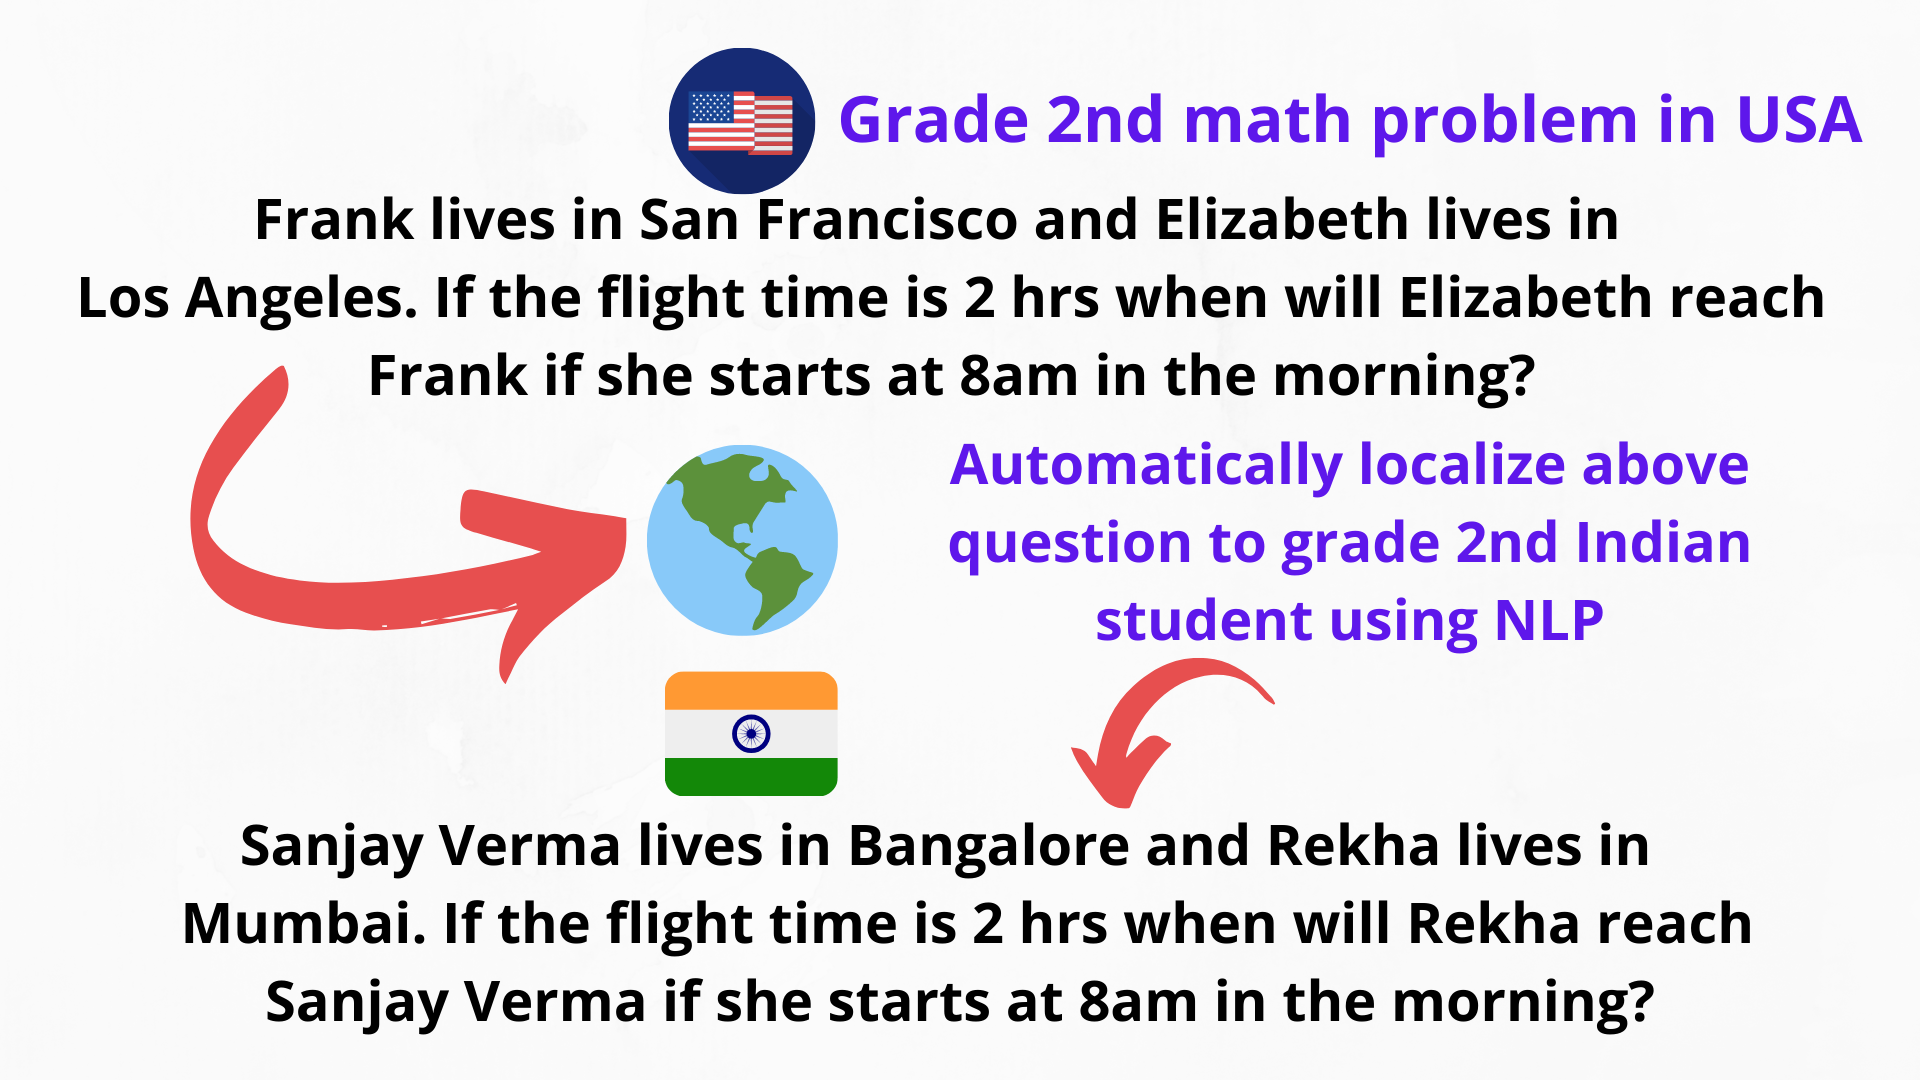 Grade 2nd math problem in USA
Frank lives in San Francisco and Elizabeth lives in
Los Angeles. If the flight time is 2 hrs when will Elizabeth reach
Frank if she starts at 8am in the morning?
Automatically localize above
question to grade 2nd Indian
student using NLP
Sanjay Verma lives in Bangalore and Rekha lives in
Mumbai. If the flight time is 2 hrs when will Rekha reach
Sanjay Verma if she starts at 8am in the morning?